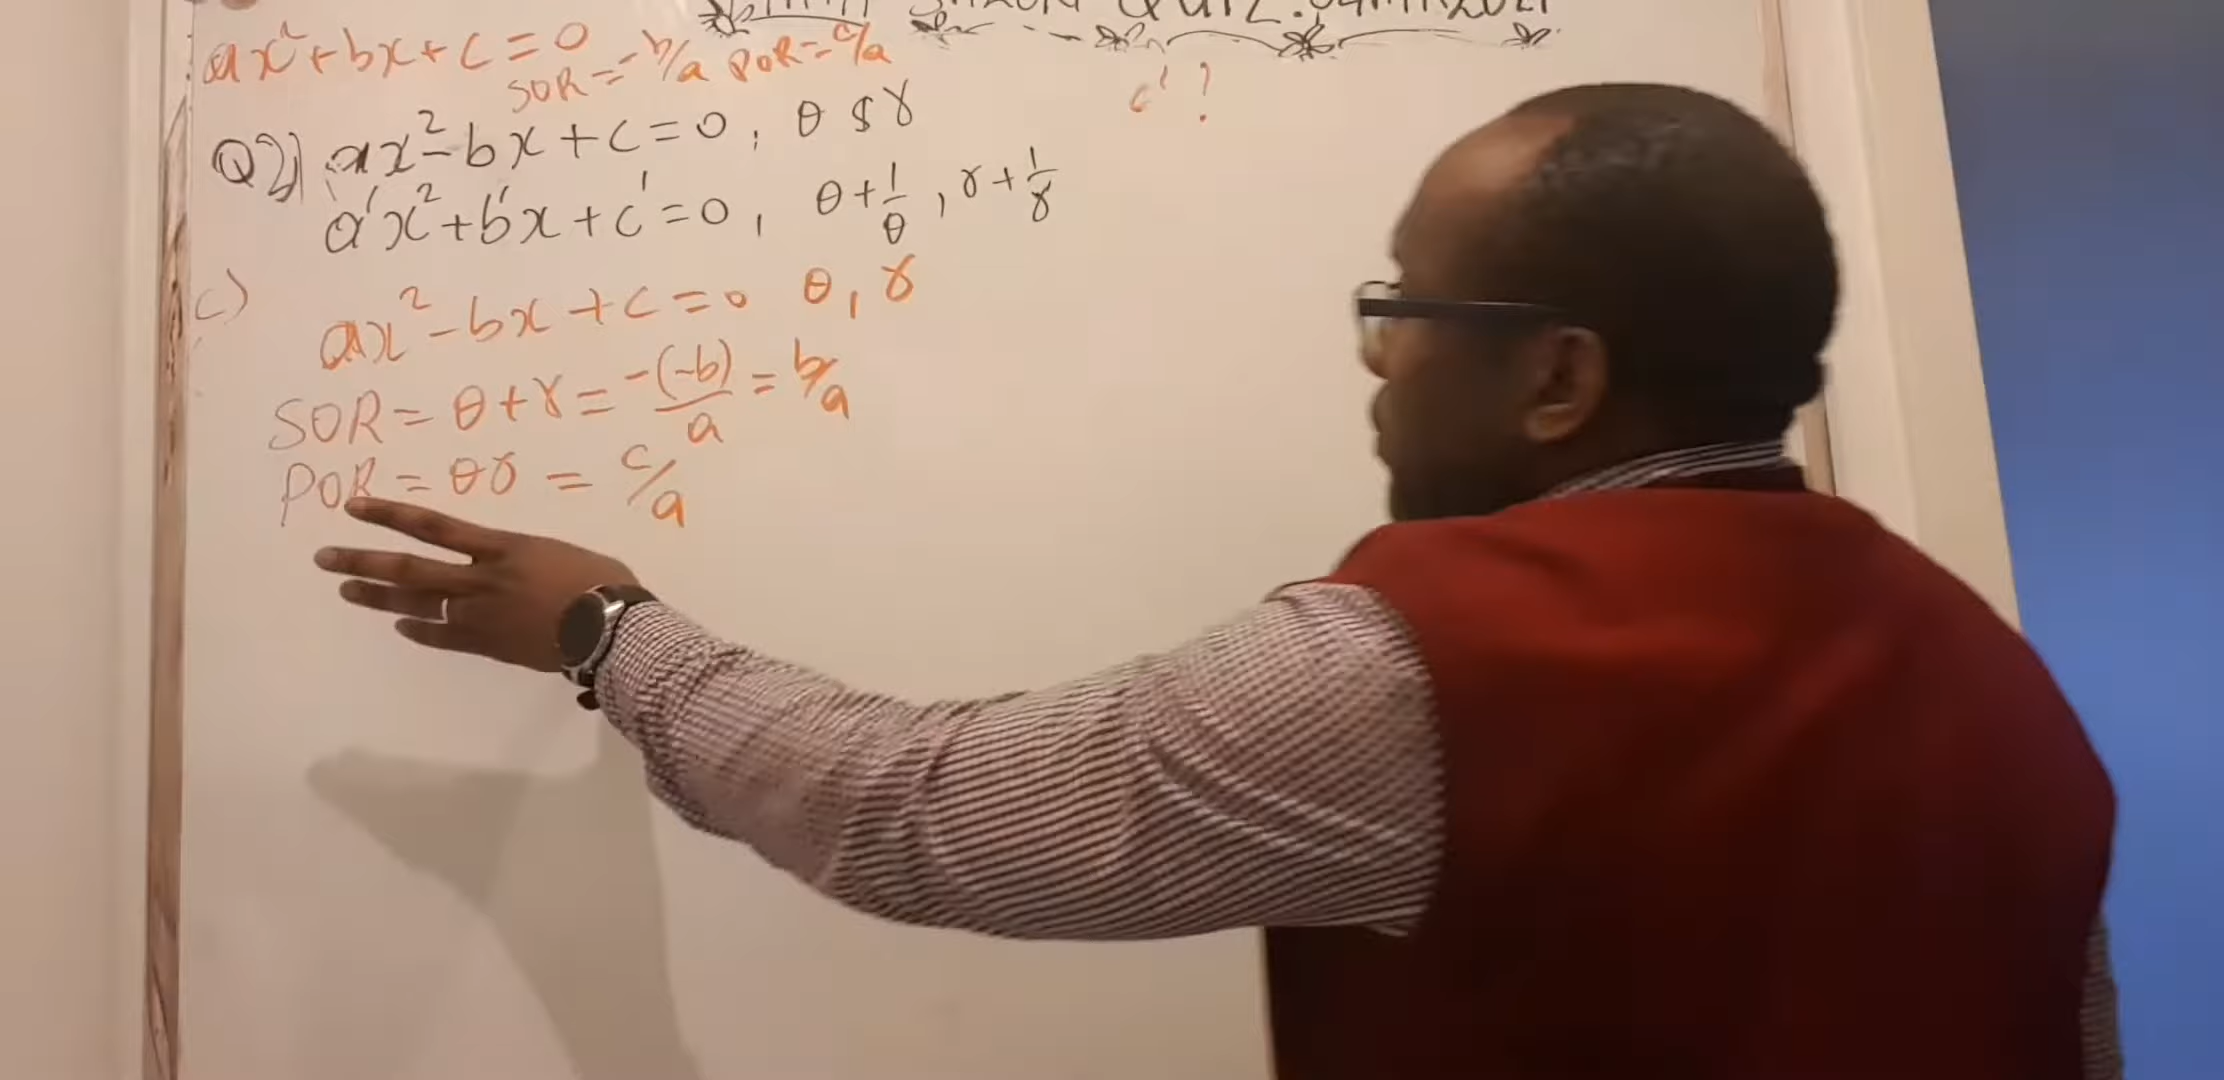 QUIZ
ax²+bx+c=0
SOR=-b/a POR=c/a
c' ?
Q2) ax²-bx+c=0, θ & γ
a'x²+b'x+c'=0, θ+1/θ, γ+1/γ
c)
ax²-bx+c=0 θ, γ
SOR=θ+γ=-(-b)/a=b/a
POR=θγ=c/a